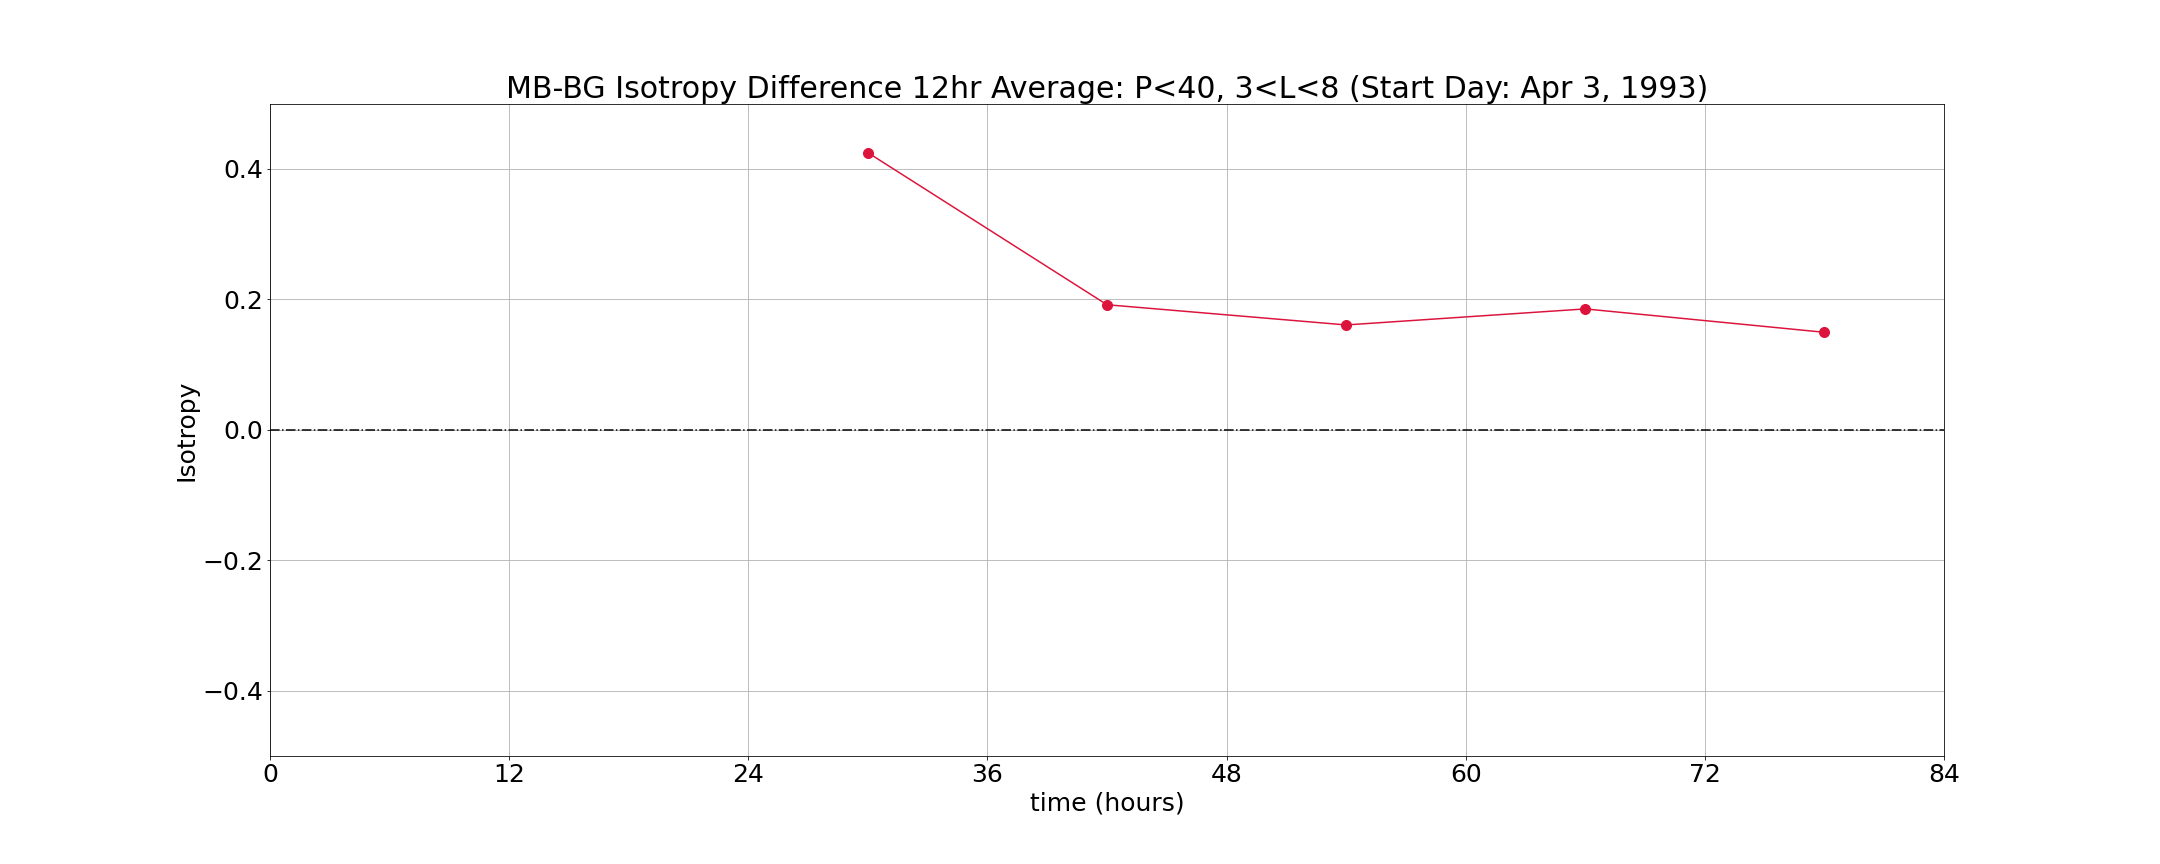 MB-BG Isotropy Difference 12hr Average: P<40, 3<L<8 (Start Day: Apr 3, 1993)
0.4
0.2
0.0
−0.2
−0.4
Isotropy
0 12 24 36 48 60 72 84
time (hours)